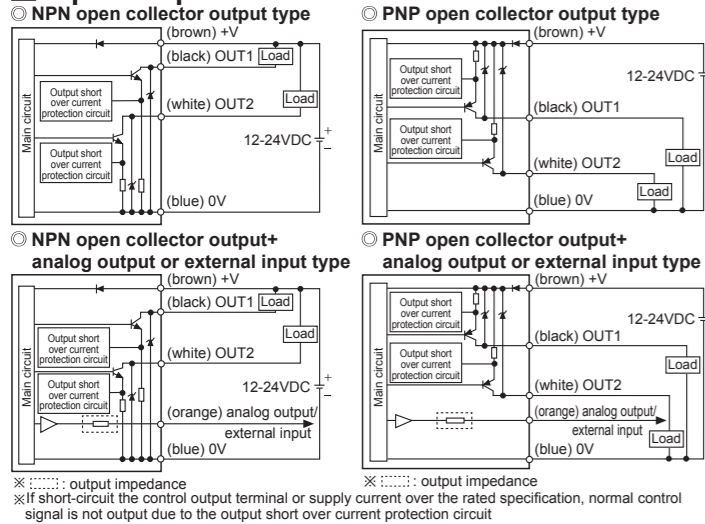 ◎ NPN open collector output type
(brown) +V
(black) OUT1
Load
(white) OUT2
Load
12-24VDC
+
−
(blue) 0V
Main circuit
Output short
over current
protection circuit
Output short
over current
protection circuit
◎ PNP open collector output type
(brown) +V
12-24VDC
(black) OUT1
(white) OUT2
Load
Load
(blue) 0V
Main circuit
Output short
over current
protection circuit
Output short
over current
protection circuit
◎ NPN open collector output+
analog output or external input type
(brown) +V
(black) OUT1
Load
(white) OUT2
Load
12-24VDC
+
−
(orange) analog output/
external input
(blue) 0V
Main circuit
Output short
over current
protection circuit
Output short
over current
protection circuit
※ : output impedance
◎ PNP open collector output+
analog output or external input type
(brown) +V
12-24VDC
(black) OUT1
Load
(white) OUT2
(orange) analog output/
external input
Load
(blue) 0V
Main circuit
Output short
over current
protection circuit
Output short
over current
protection circuit
※ : output impedance
※If short-circuit the control output terminal or supply current over the rated specification, normal control
signal is not output due to the output short over current protection circuit